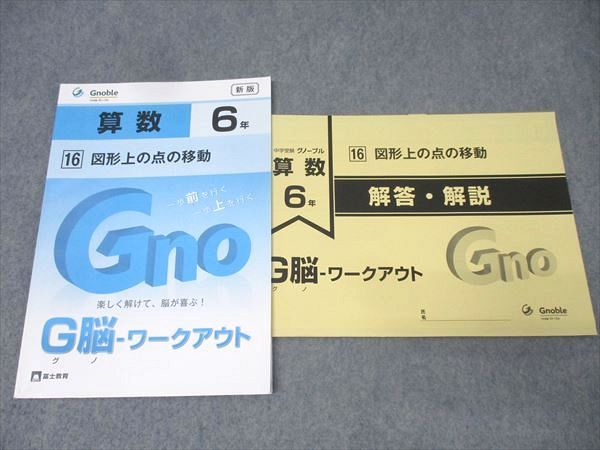 Gnoble
新版
算数 6年
16 図形上の点の移動
一歩前を行く
一歩上を行く
Gno
楽しく解けて、脳が喜ぶ！
G脳-ワークアウト
グ ノ
富士教育
中学受験 グノーブル
算数
6年
16 図形上の点の移動
解答・解説
Gno
G脳-ワークアウト
グ ノ
氏名
Gnoble